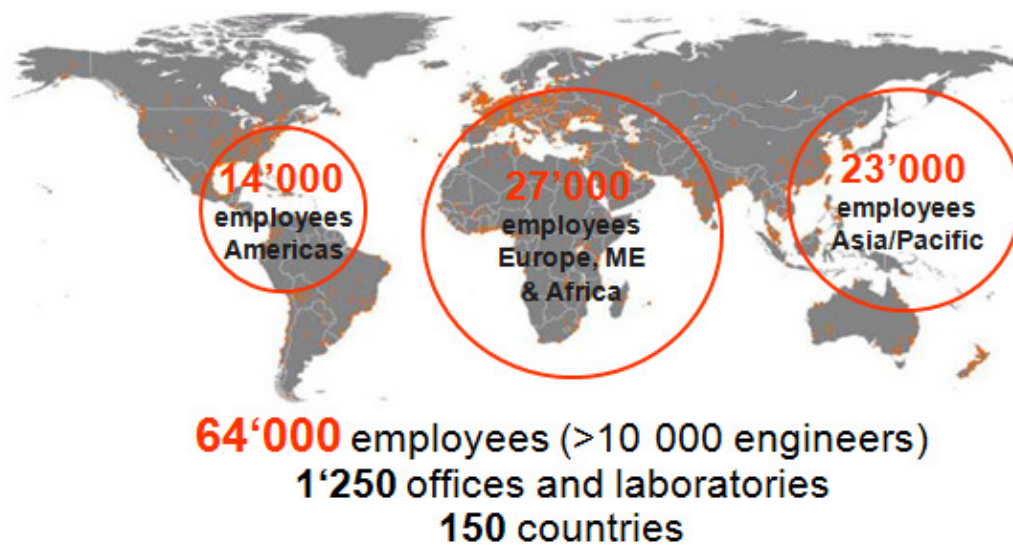 14’000
employees
Americas
27’000
employees
Europe, ME
& Africa
23’000
employees
Asia/Pacific
64‘000 employees (>10 000 engineers)
1‘250 offices and laboratories
150 countries